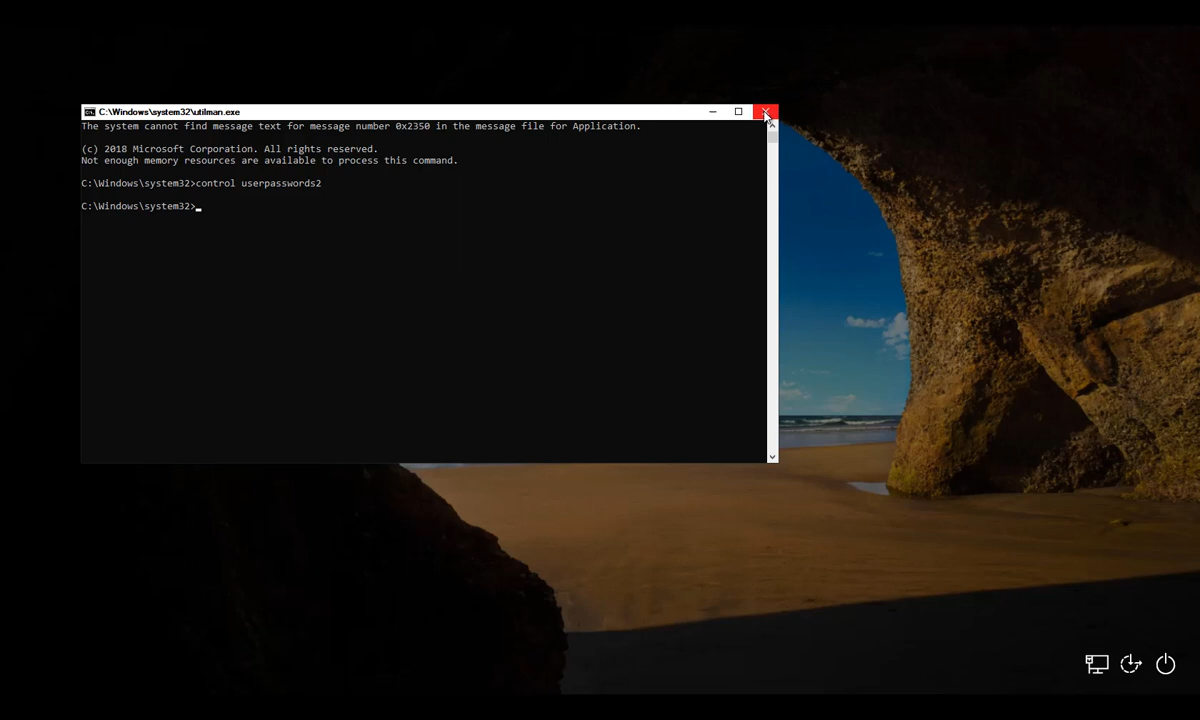 C:\Windows\system32\utilman.exe
The system cannot find message text for message number 0x2350 in the message file for Application.
(c) 2018 Microsoft Corporation. All rights reserved.
Not enough memory resources are available to process this command.
C:\Windows\system32>control userpasswords2
C:\Windows\system32>